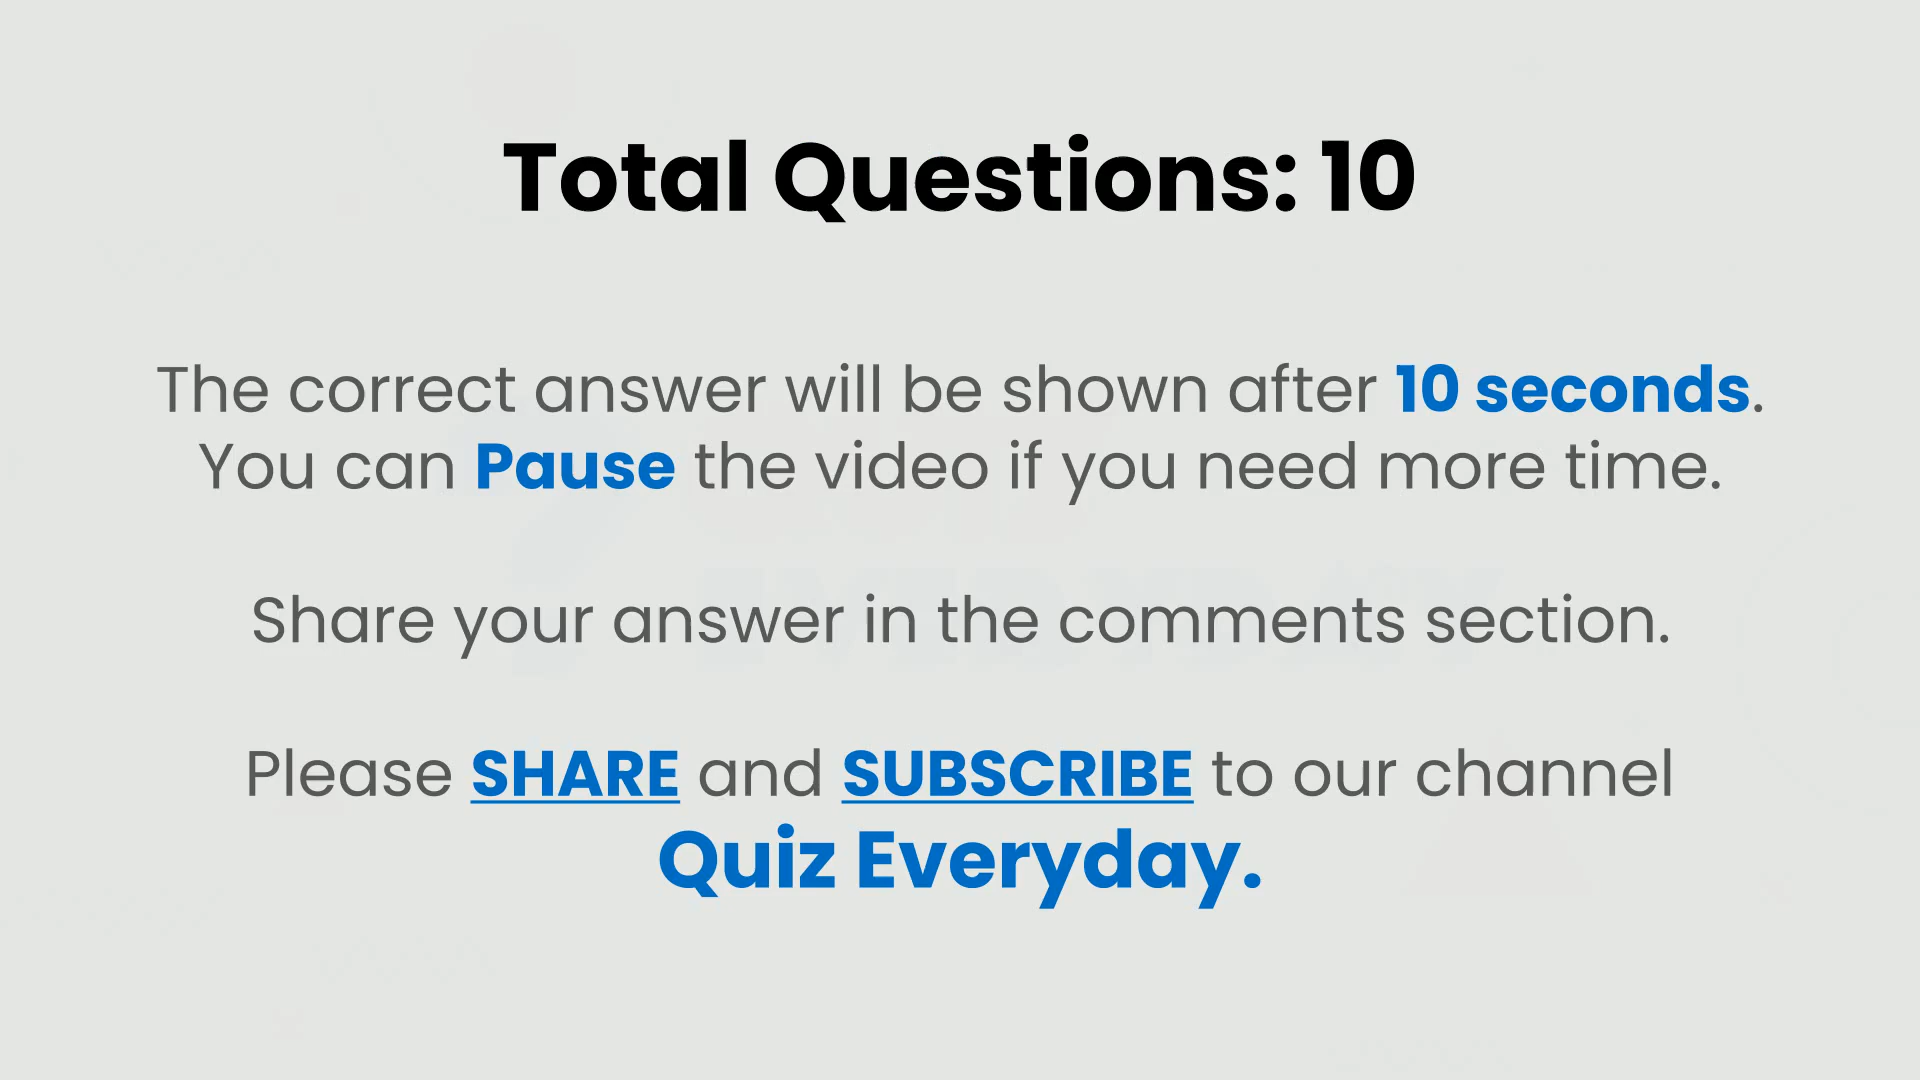 Total Questions: 10
The correct answer will be shown after 10 seconds.
You can Pause the video if you need more time.
Share your answer in the comments section.
Please SHARE and SUBSCRIBE to our channel
Quiz Everyday.